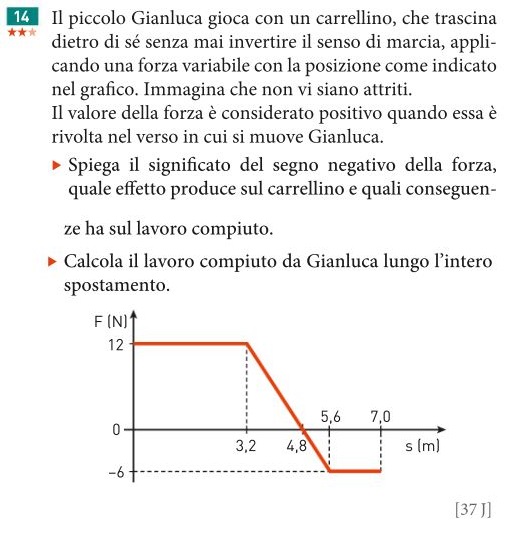 14 Il piccolo Gianluca gioca con un carrellino, che trascina
dietro di sé senza mai invertire il senso di marcia, appli-
cando una forza variabile con la posizione come indicato
nel grafico. Immagina che non vi siano attriti.
Il valore della forza è considerato positivo quando essa è
rivolta nel verso in cui si muove Gianluca.
Spiega il significato del segno negativo della forza,
quale effetto produce sul carrellino e quali conseguen-
ze ha sul lavoro compiuto.
Calcola il lavoro compiuto da Gianluca lungo l'intero
spostamento.
F (N)
12
5,6 7,0
0
3,2 4,8 s (m)
–6
[37 J]